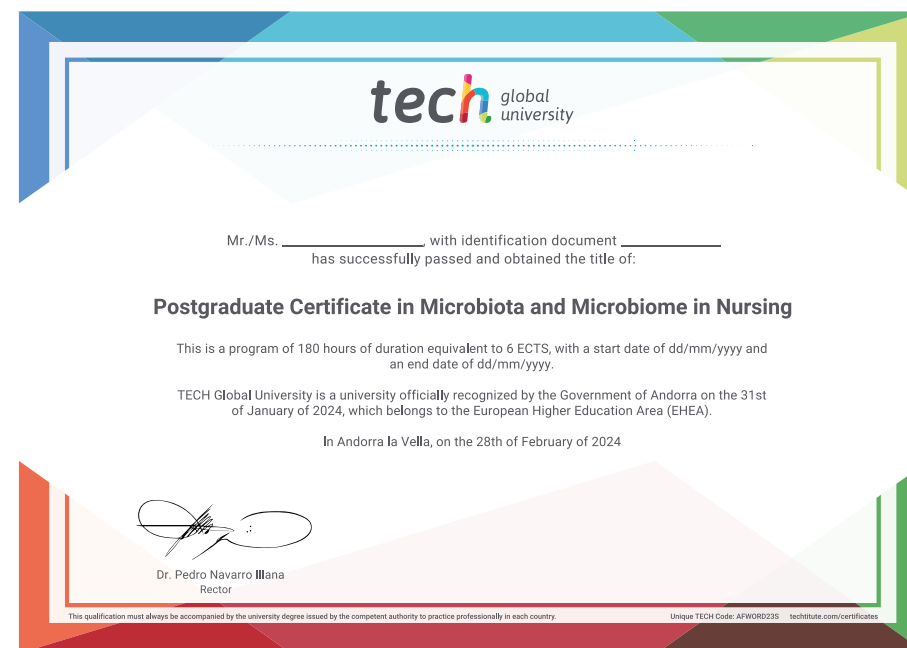 tech global
university
Mr./Ms. ____________, with identification document ____________
has successfully passed and obtained the title of:
Postgraduate Certificate in Microbiota and Microbiome in Nursing
This is a program of 180 hours of duration equivalent to 6 ECTS, with a start date of dd/mm/yyyy and
an end date of dd/mm/yyyy.
TECH Global University is a university officially recognized by the Government of Andorra on the 31st
of January of 2024, which belongs to the European Higher Education Area (EHEA).
In Andorra la Vella, on the 28th of February of 2024
Dr. Pedro Navarro Illana
Rector
This qualification must always be accompanied by the university degree issued by the competent authority to practice professionally in each country. Unique TECH Code: AFWORD23S techtitute.com/certificates